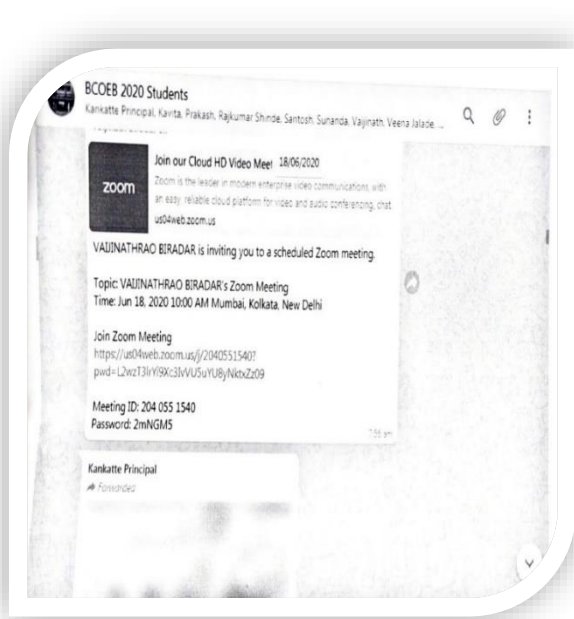 BCOEB 2020 Students
Kankatte Principal, Kavita, Prakash, Rajkumar Shinde, Santosh, Sunanda, Vaijinath, Veena Jalade, ...
Join our Cloud HD Video Meet 18/06/2020
zoom
Zoom is the leader in modern enterprise video communications, with
an easy, reliable cloud platform for video and audio conferencing, chat
us04web.zoom.us
VAIJINATHRAO BIRADAR is inviting you to a scheduled Zoom meeting.
Topic: VAIJINATHRAO BIRADAR's Zoom Meeting
Time: Jun 18, 2020 10:00 AM Mumbai, Kolkata, New Delhi
Join Zoom Meeting
https://us04web.zoom.us/j/2040551540?
Meeting ID: 204 055 1540
Password: 2mNGM5
Kankatte Principal
Forwarded